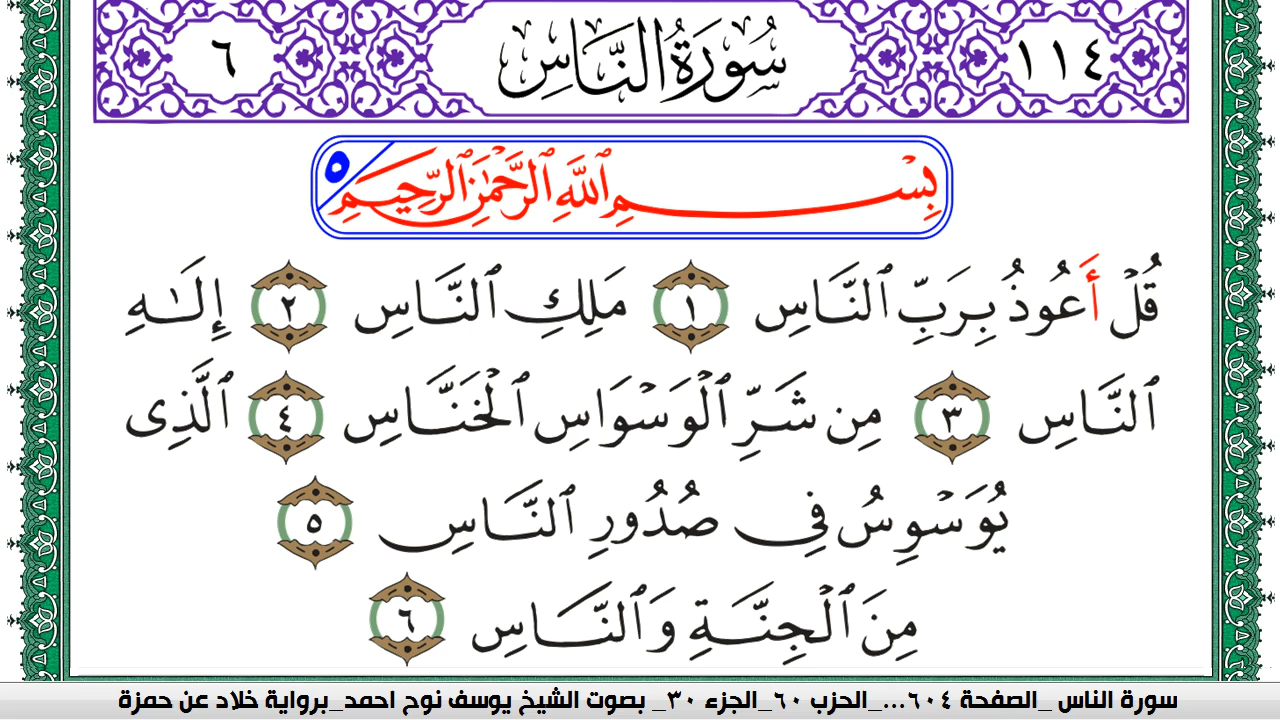 ١١٤ سُورَةُ النَّاسِ ٦
بِسْمِ ٱللَّهِ ٱلرَّحْمَٰنِ ٱلرَّحِيمِ ٥
قُلْ أَعُوذُ بِرَبِّ ٱلنَّاسِ ١ مَلِكِ ٱلنَّاسِ ٢ إِلَٰهِ
ٱلنَّاسِ ٣ مِن شَرِّ ٱلْوَسْوَاسِ ٱلْخَنَّاسِ ٤ ٱلَّذِى
يُوَسْوِسُ فِى صُدُورِ ٱلنَّاسِ ٥
مِنَ ٱلْجِنَّةِ وَٱلنَّاسِ ٦
سورة الناس _الصفحة ٦٠٤..._الحزب ٦٠_الجزء ٣٠_ بصوت الشيخ يوسف نوح احمد_برواية خلاد عن حمزة